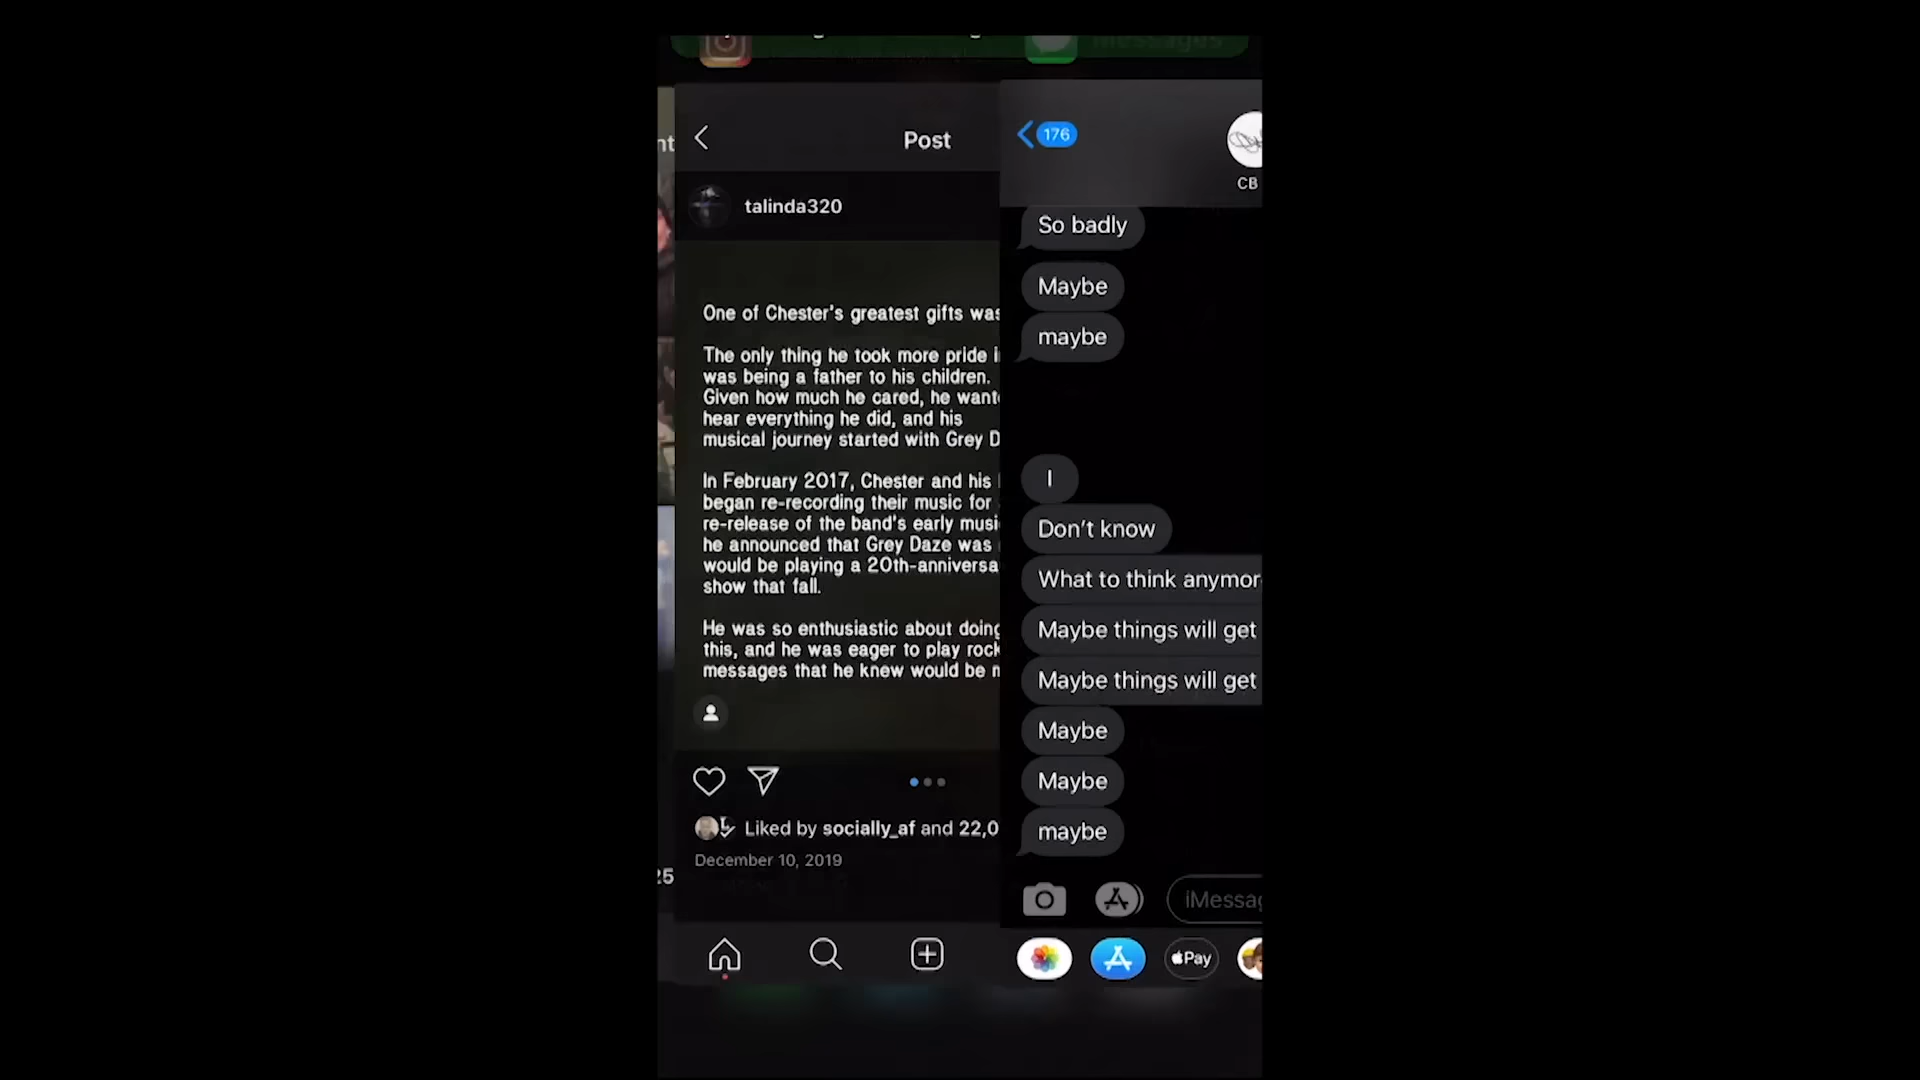 Messages
nt
Post
talinda320
One of Chester's greatest gifts was
The only thing he took more pride i
was being a father to his children.
Given how much he cared, he want
hear everything he did, and his
musical journey started with Grey D
In February 2017, Chester and his
began re-recording their music for
re-release of the band's early musi
he announced that Grey Daze was
would be playing a 20th-anniversa
show that fall.
He was so enthusiastic about doing
this, and he was eager to play rock
messages that he knew would be
Liked by socially_af and 22,0
December 10, 2019
25
176
CB
So badly
Maybe
maybe
I
Don't know
What to think anymor
Maybe things will get
Maybe things will get
Maybe
Maybe
maybe
iMessag
Pay